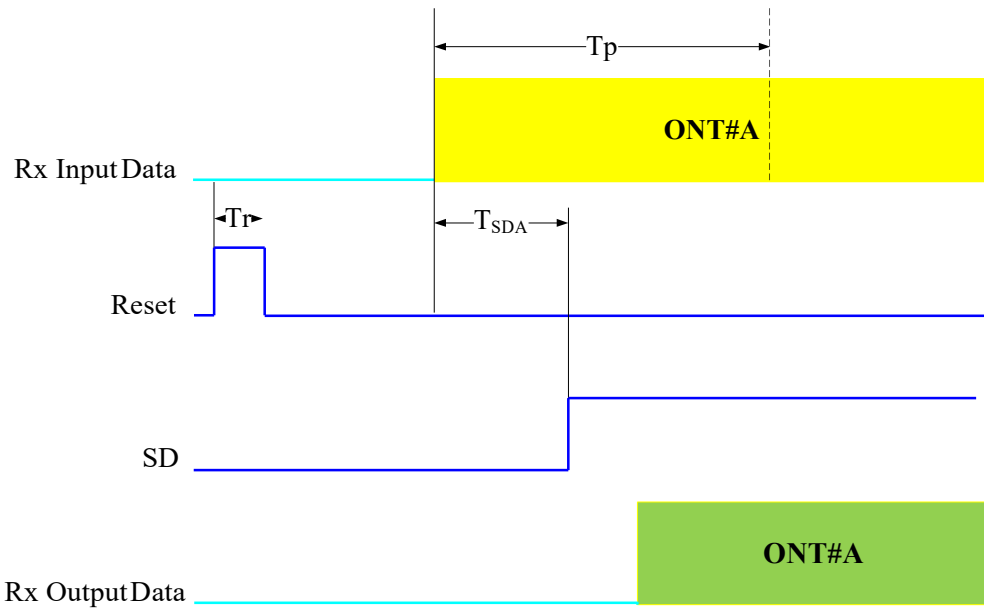 Tp
ONT#A
Rx Input Data
Tr
TSDA
Reset
SD
ONT#A
Rx Output Data